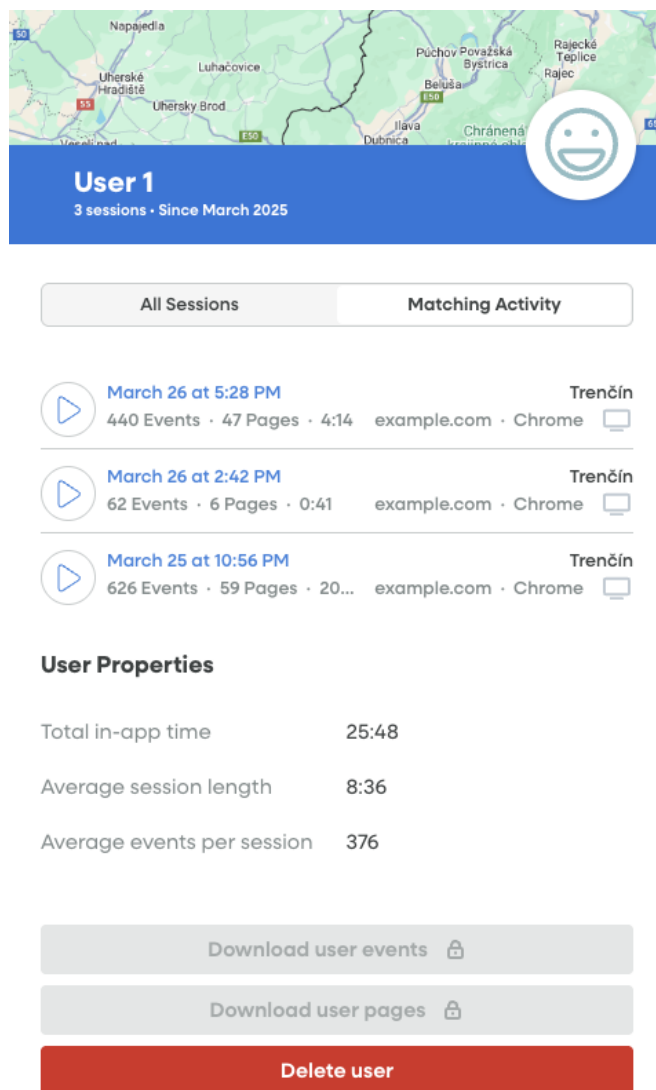 50
Napajedla
Púchov Považská
Bystrica
Rajecké
Teplice
Luhačovice
Rajec
Uherské
Hradiště
Beluša
E50
55
Uhersky Brod
Ilava
E50
Dubnica
Chránená
User 1
3 sessions • Since March 2025
All Sessions
Matching Activity
March 26 at 5:28 PM
Trenčín
440 Events · 47 Pages · 4:14 example.com · Chrome
March 26 at 2:42 PM
Trenčín
62 Events · 6 Pages · 0:41 example.com · Chrome
March 25 at 10:56 PM
Trenčín
626 Events · 59 Pages · 20... example.com · Chrome
User Properties
Total in-app time 25:48
Average session length 8:36
Average events per session 376
Download user events
Download user pages
Delete user